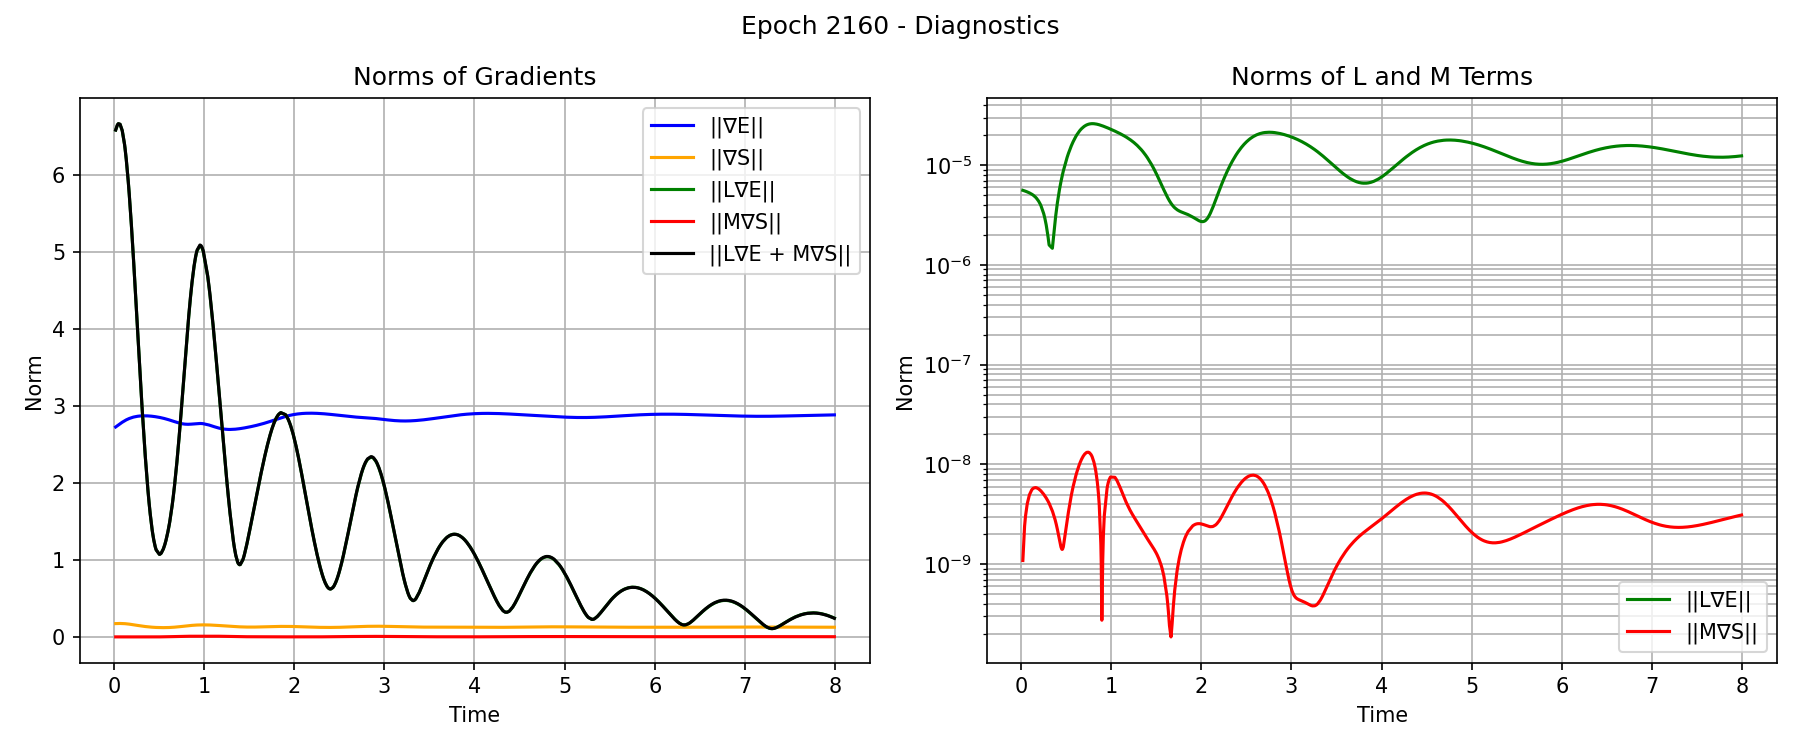 Epoch 2160 - Diagnostics
Norms of Gradients
Norm
6
5
4
3
2
1
0
||∇E||
||∇S||
||L∇E||
||M∇S||
||L∇E + M∇S||
0 1 2 3 4 5 6 7 8
Time
Norms of L and M Terms
Norm
10⁻⁵
10⁻⁶
10⁻⁷
10⁻⁸
10⁻⁹
||L∇E||
||M∇S||
0 1 2 3 4 5 6 7 8
Time